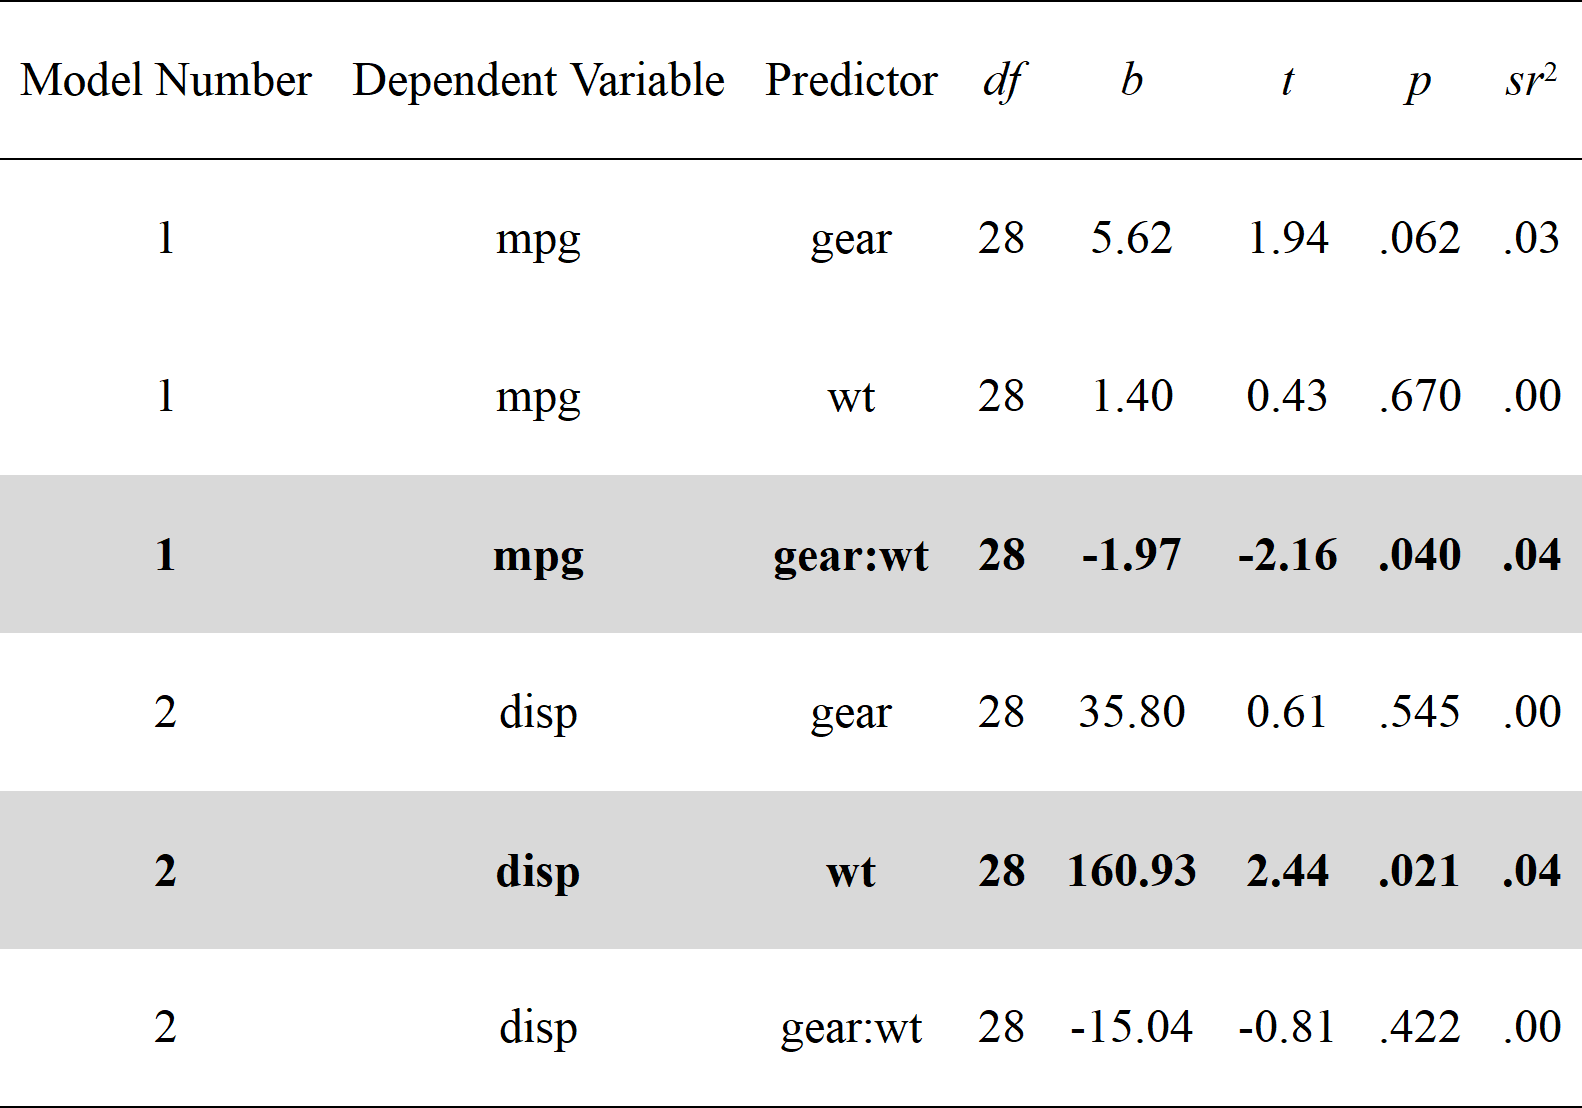 Model Number Dependent Variable Predictor df b t p sr²
1 mpg gear 28 5.62 1.94 .062 .03
1 mpg wt 28 1.40 0.43 .670 .00
1 mpg gear:wt 28 -1.97 -2.16 .040 .04
2 disp gear 28 35.80 0.61 .545 .00
2 disp wt 28 160.93 2.44 .021 .04
2 disp gear:wt 28 -15.04 -0.81 .422 .00